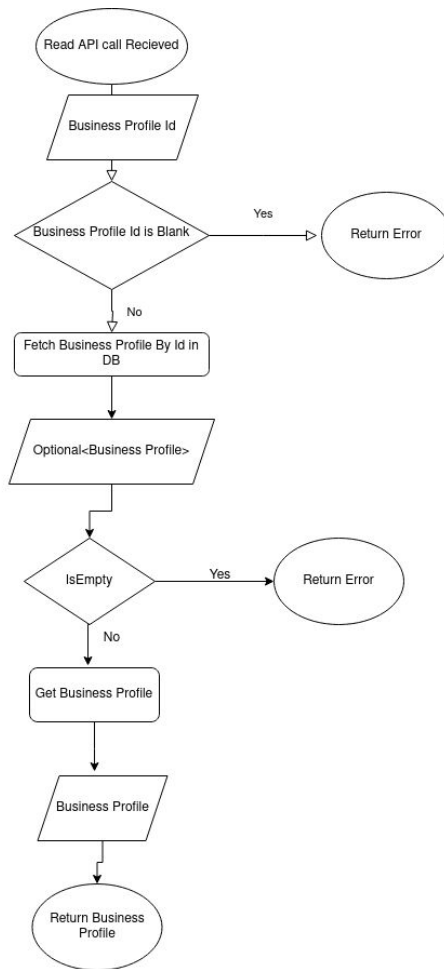 Read API call Recieved
Business Profile Id
Yes
Business Profile Id is Blank
Return Error
No
Fetch Business Profile By Id in
DB
Optional<Business Profile>
IsEmpty
Yes
Return Error
No
Get Business Profile
Business Profile
Return Business
Profile